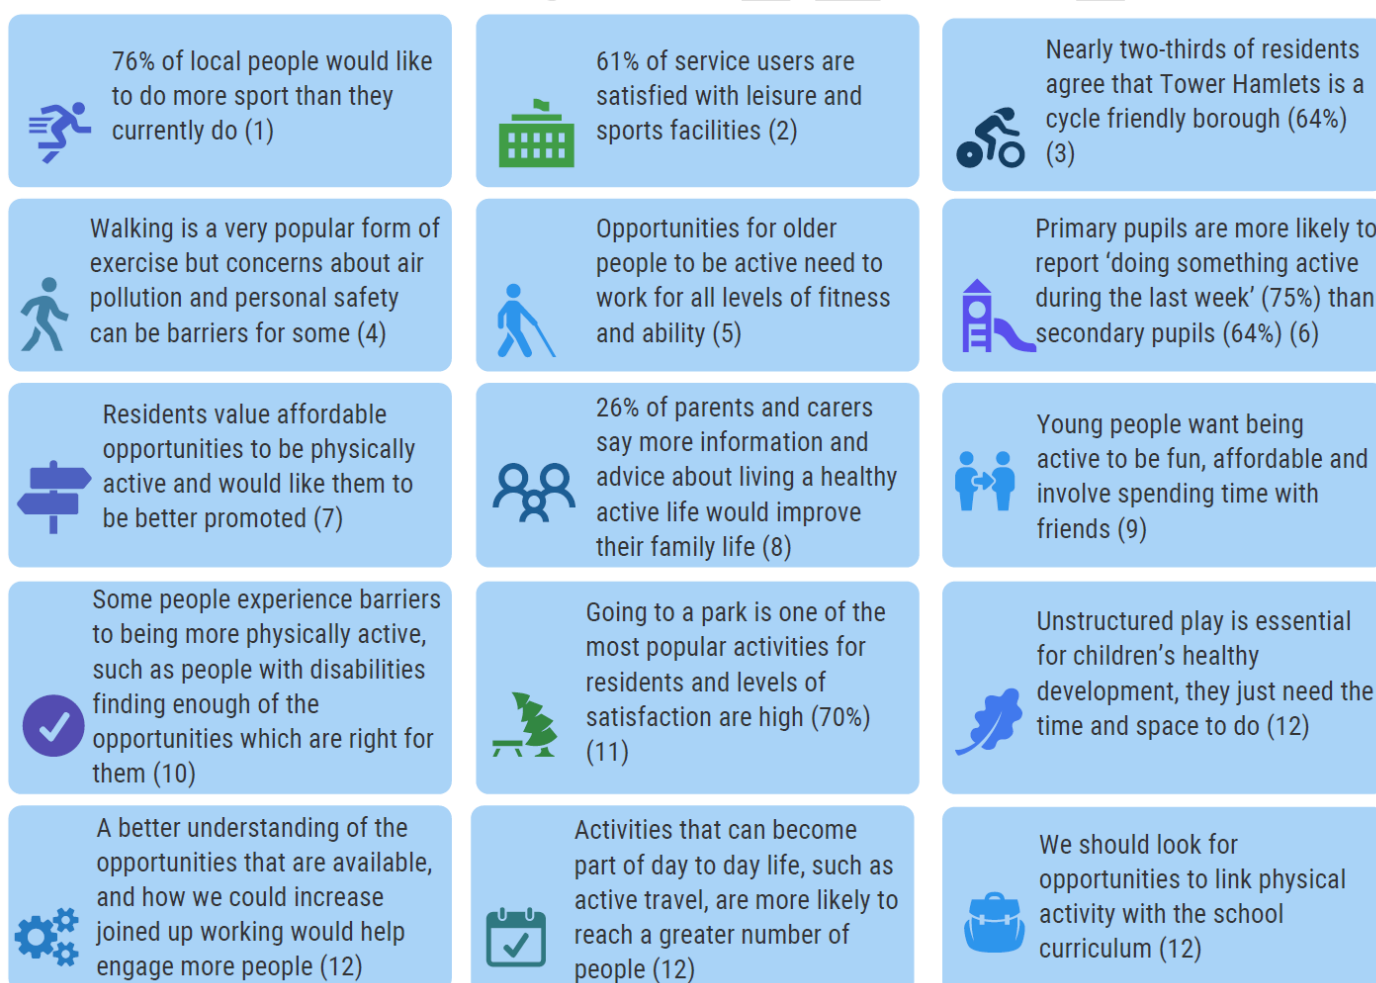 76% of local people would like
to do more sport than they
currently do (1)
61% of service users are
satisfied with leisure and
sports facilities (2)
Nearly two-thirds of residents
agree that Tower Hamlets is a
cycle friendly borough (64%)
(3)
Walking is a very popular form of
exercise but concerns about air
pollution and personal safety
can be barriers for some (4)
Opportunities for older
people to be active need to
work for all levels of fitness
and ability (5)
Primary pupils are more likely to
report ‘doing something active
during the last week’ (75%) than
secondary pupils (64%) (6)
Residents value affordable
opportunities to be physically
active and would like them to
be better promoted (7)
26% of parents and carers
say more information and
advice about living a healthy
active life would improve
their family life (8)
Young people want being
active to be fun, affordable and
involve spending time with
friends (9)
Some people experience barriers
to being more physically active,
such as people with disabilities
finding enough of the
opportunities which are right for
them (10)
Going to a park is one of the
most popular activities for
residents and levels of
satisfaction are high (70%)
(11)
Unstructured play is essential
for children’s healthy
development, they just need the
time and space to do (12)
A better understanding of the
opportunities that are available,
and how we could increase
joined up working would help
engage more people (12)
Activities that can become
part of day to day life, such as
active travel, are more likely to
reach a greater number of
people (12)
We should look for
opportunities to link physical
activity with the school
curriculum (12)